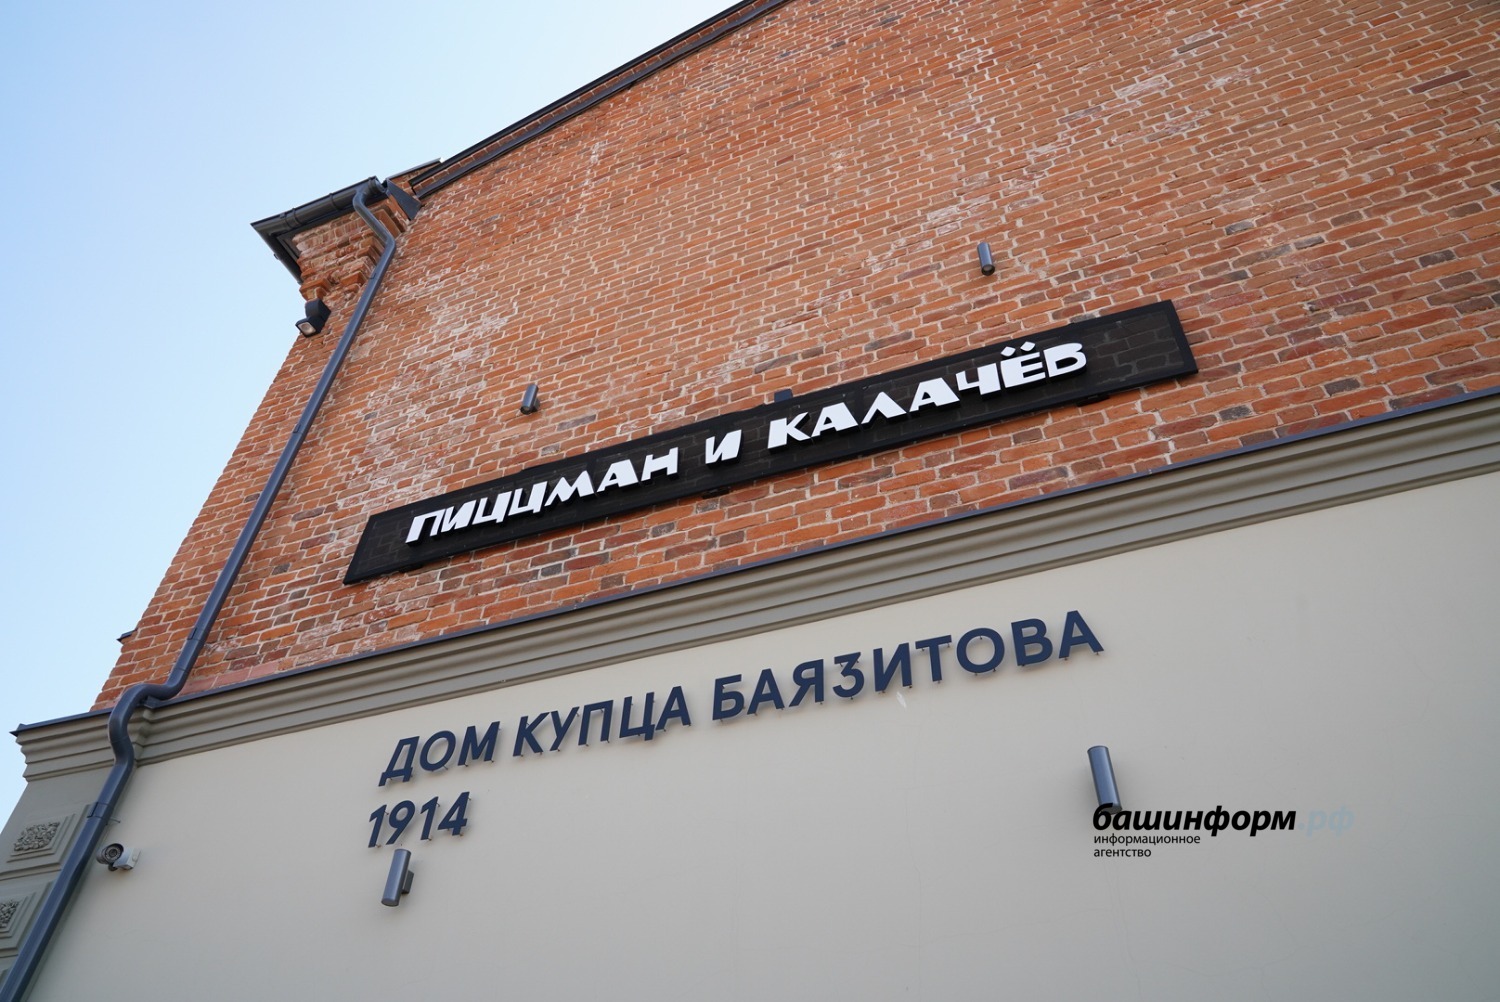 ПИЦЦМАН И КАЛАЧЁВ
ДОМ КУПЦА БАЯЗИТОВА
1914
башинформ.рф
информационное
агентство